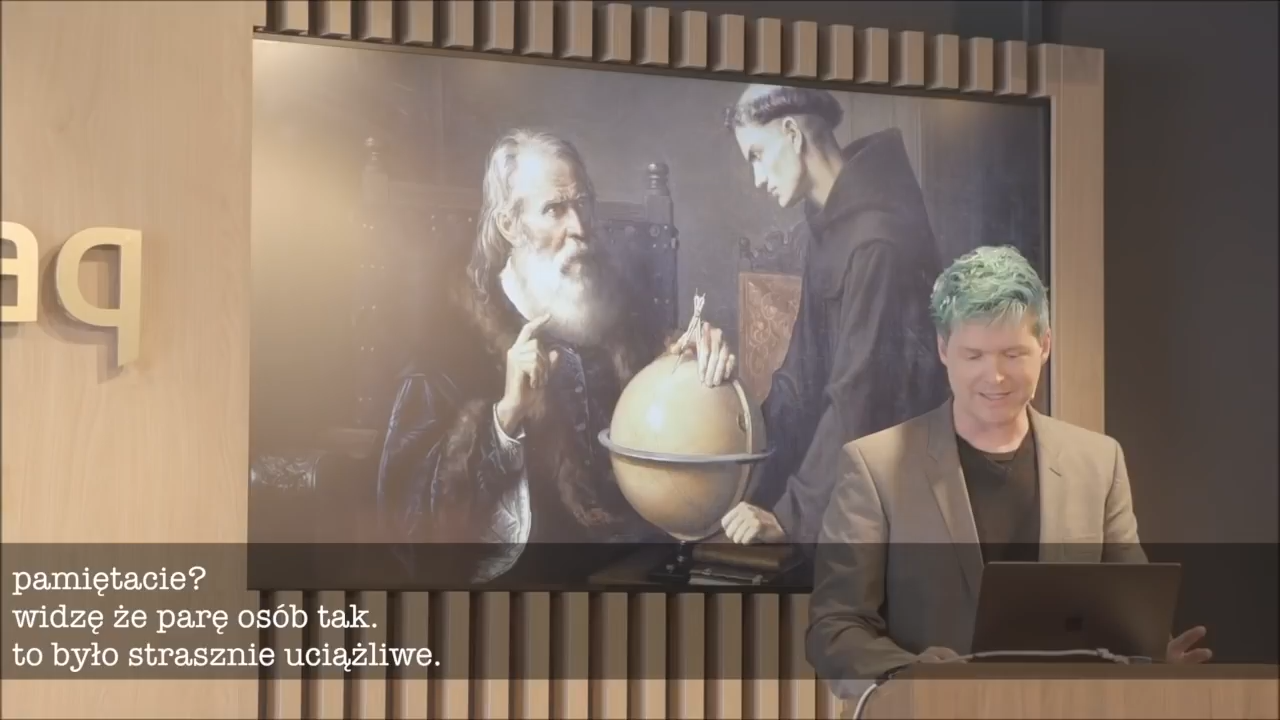 pamiętacie?
widzę że parę osób tak.
to było strasznie uciążliwe.